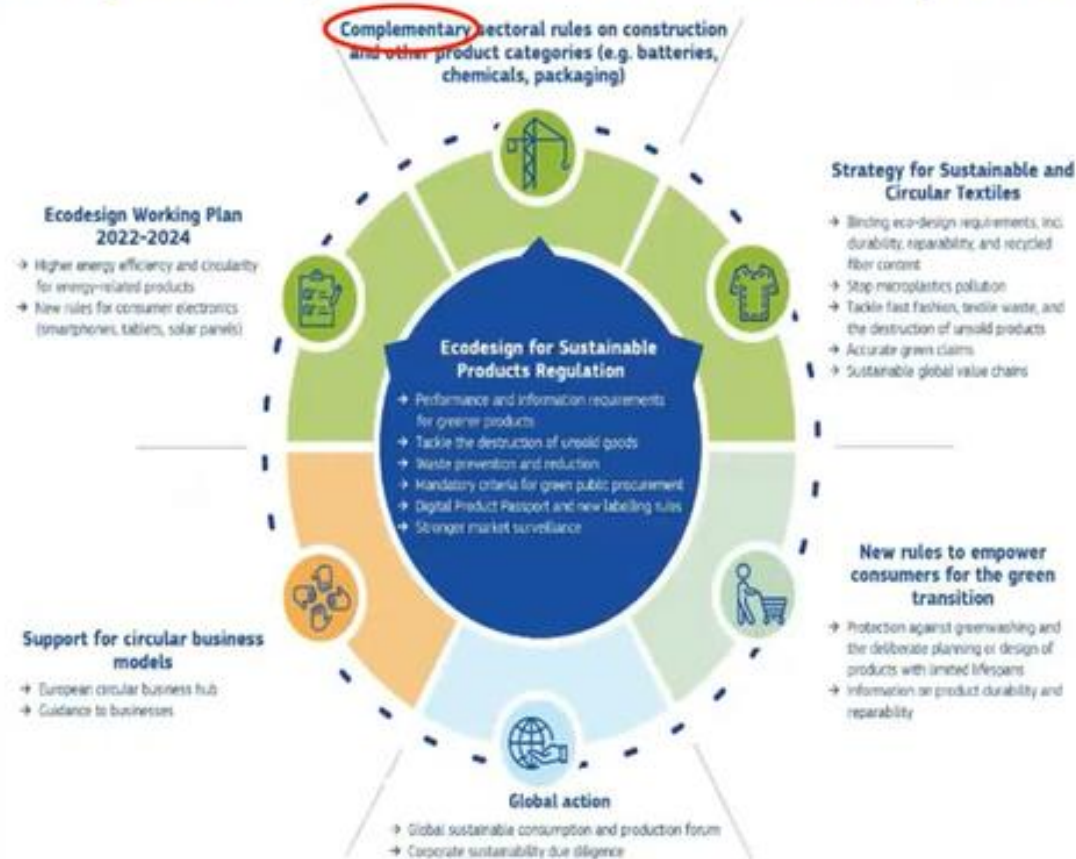 Complementary sectoral rules on construction
and other product categories (e.g. batteries,
chemicals, packaging)
Ecodesign Working Plan
2022-2024
→ Higher energy efficiency and circularity
for energy-related products
→ New rules for consumer electronics
(smartphones, tablets, solar panels)
Strategy for Sustainable and
Circular Textiles
→ Binding eco-design requirements, incl.
durability, reparability, and recycled
fiber content
→ Stop microplastics pollution
→ Tackle fast fashion, textile waste, and
the destruction of unsold products
→ Accurate green claims
→ Sustainable global value chains
Ecodesign for Sustainable
Products Regulation
→ Performance and information requirements
for greener products
→ Tackle the destruction of unsold goods
→ Waste prevention and reduction
→ Mandatory criteria for green public procurement
→ Digital Product Passport and new labelling rules
→ Stronger market surveillance
Support for circular business
models
→ European circular business hub
→ Guidance to businesses
New rules to empower
consumers for the green
transition
→ Protection against greenwashing and
the deliberate planning or design of
products with limited lifespans
→ Information on product durability and
reparability
Global action
→ Global sustainable consumption and production forum
→ Corporate sustainability due diligence